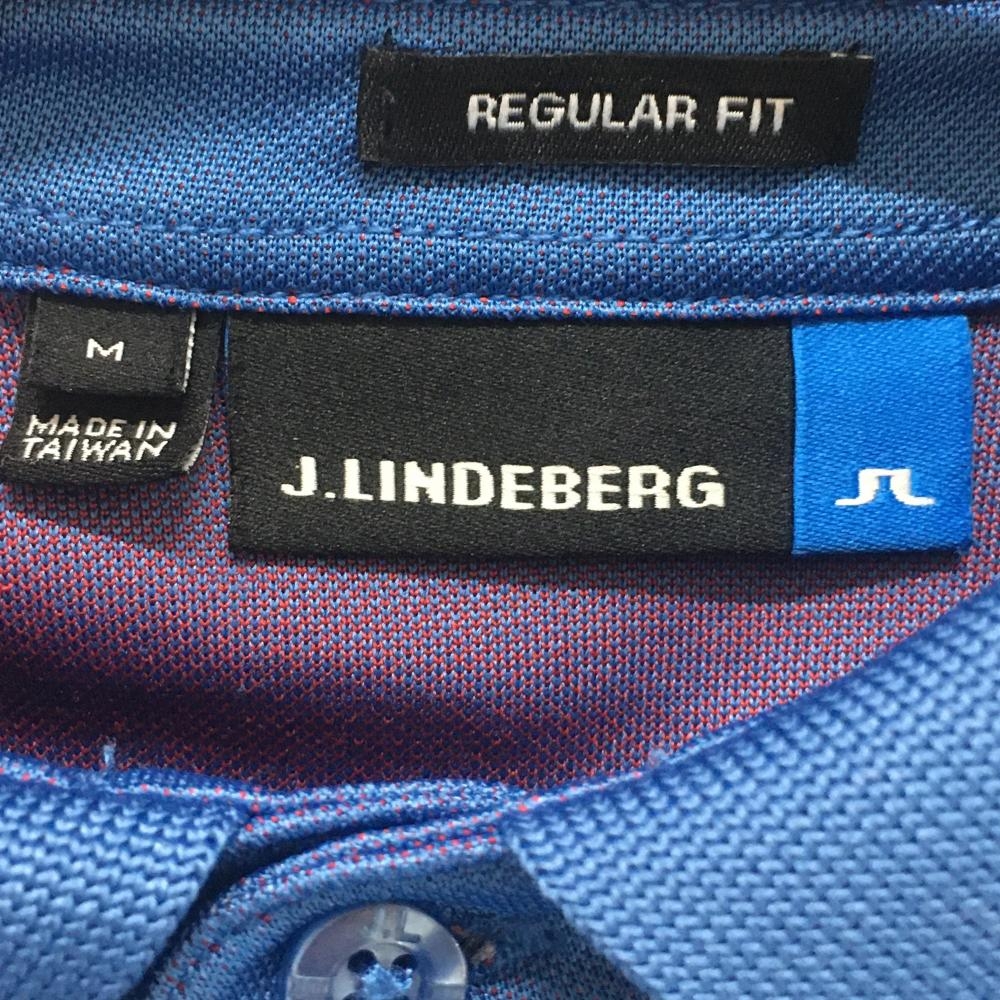 REGULAR FIT
M
MADE IN
TAIWAN
J.LINDEBERG